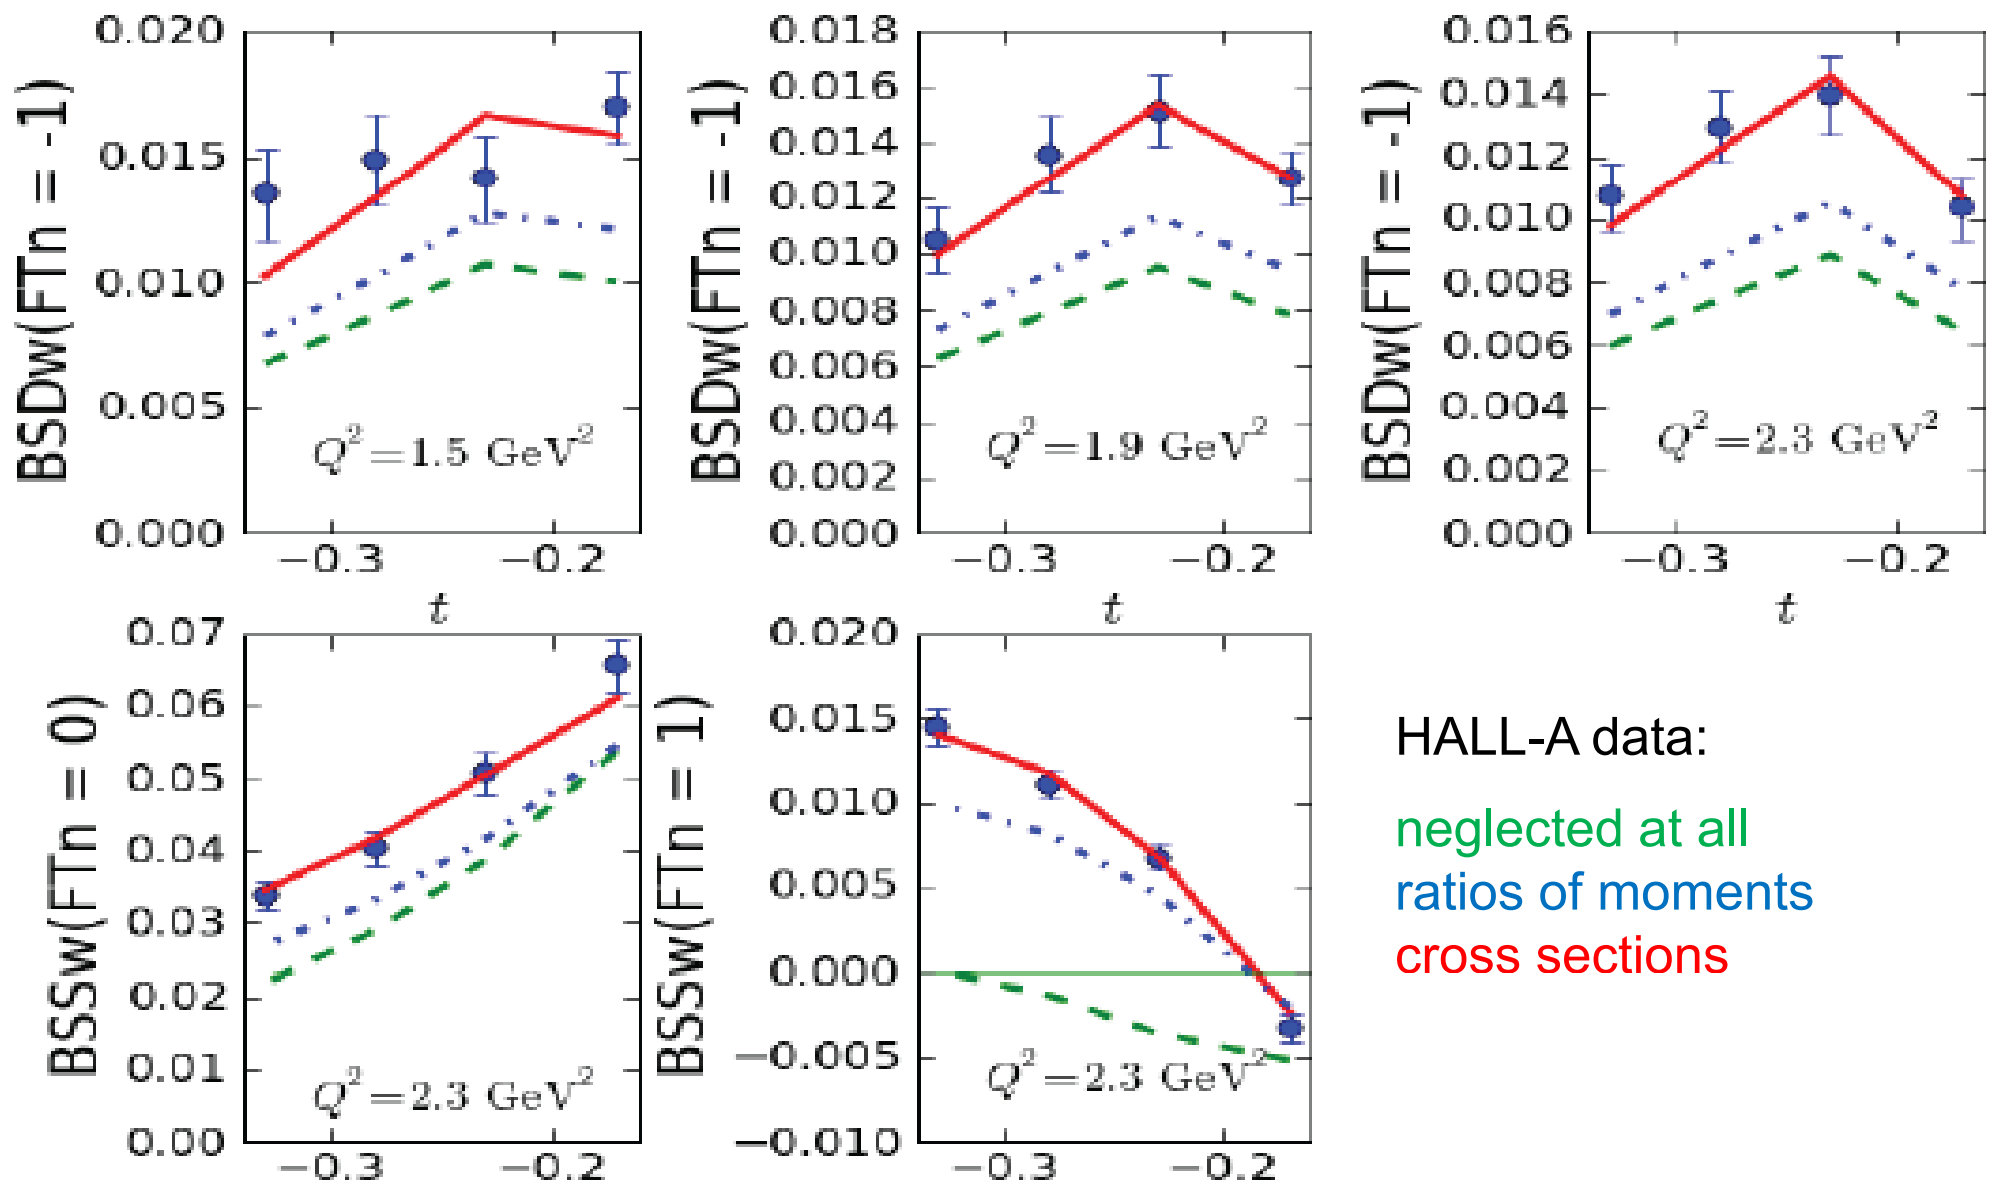 BSDw(FTn = -1)
0.020
0.015
0.010
0.005
0.000
Q²=1.5 GeV²
−0.3 −0.2
t
BSDw(FTn = -1)
0.018
0.016
0.014
0.012
0.010
0.008
0.006
0.004
0.002
0.000
Q²=1.9 GeV²
−0.3 −0.2
t
BSDw(FTn = -1)
0.016
0.014
0.012
0.010
0.008
0.006
0.004
0.002
0.000
Q²=2.3 GeV²
−0.3 −0.2
t
BSSw(FTn = 0)
0.07
0.06
0.05
0.04
0.03
0.02
0.01
0.00
Q²=2.3 GeV²
−0.3 −0.2
BSSw(FTn = 1)
0.020
0.015
0.010
0.005
0.000
−0.005
−0.010
Q²=2.3 GeV²
−0.3 −0.2
HALL-A data:
neglected at all
ratios of moments
cross sections